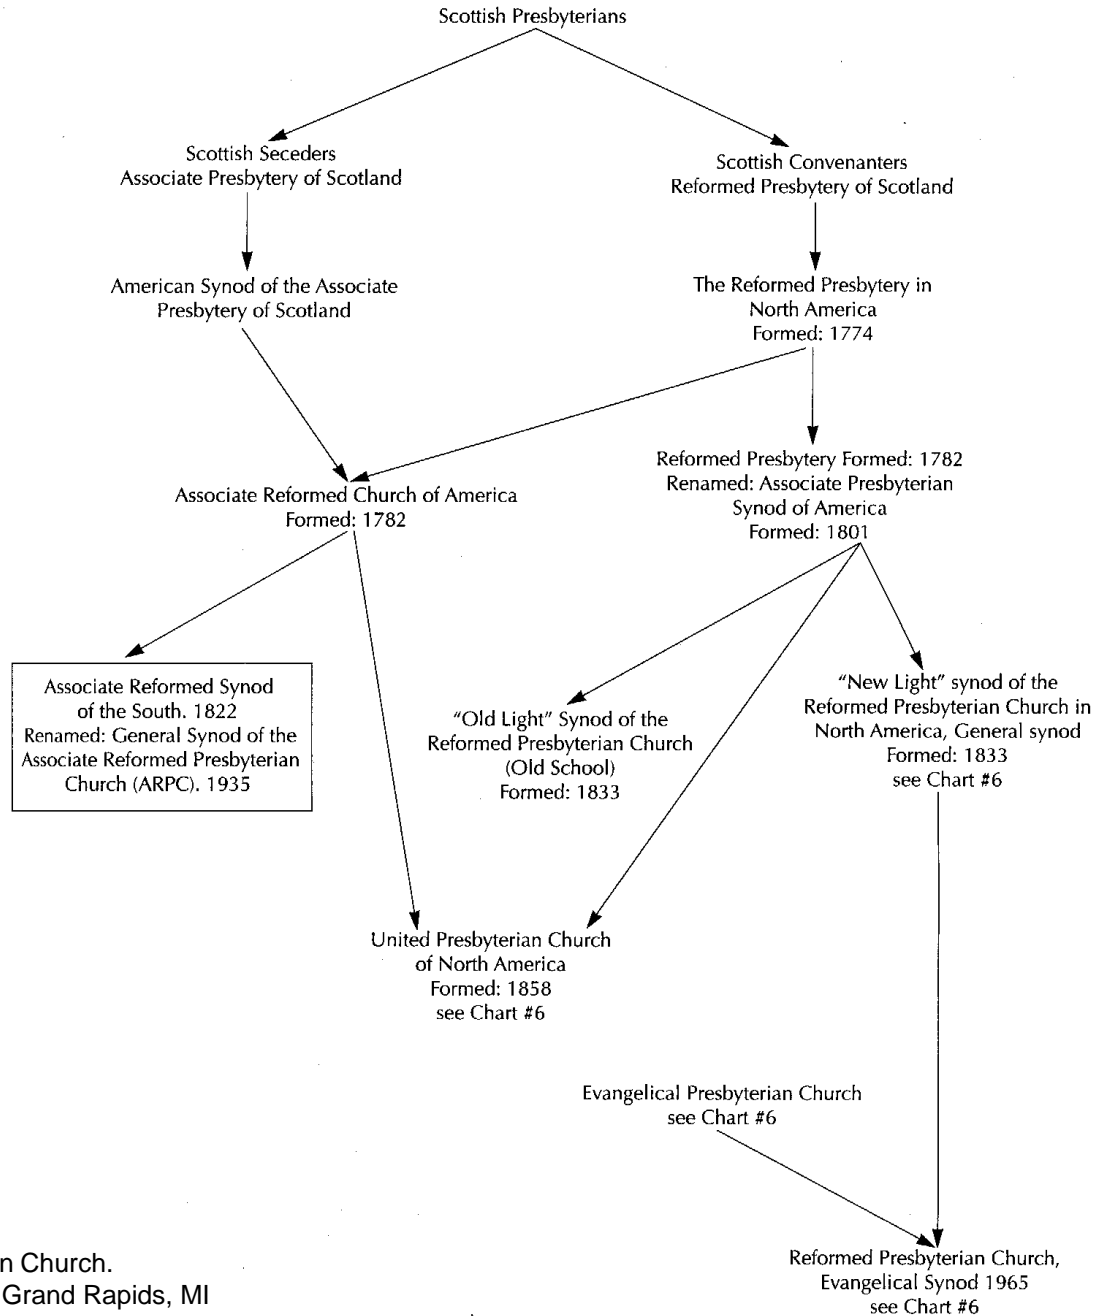 Scottish Presbyterians
Scottish Seceders
Associate Presbytery of Scotland
Scottish Convenanters
Reformed Presbytery of Scotland
American Synod of the Associate
Presbytery of Scotland
The Reformed Presbytery in
North America
Formed: 1774
Associate Reformed Church of America
Formed: 1782
Reformed Presbytery Formed: 1782
Renamed: Associate Presbyterian
Synod of America
Formed: 1801
Associate Reformed Synod
of the South. 1822
Renamed: General Synod of the
Associate Reformed Presbyterian
Church (ARPC). 1935
“Old Light” Synod of the
Reformed Presbyterian Church
(Old School)
Formed: 1833
“New Light” synod of the
Reformed Presbyterian Church in
North America, General synod
Formed: 1833
see Chart #6
United Presbyterian Church
of North America
Formed: 1858
see Chart #6
Evangelical Presbyterian Church
see Chart #6
Reformed Presbyterian Church,
Evangelical Synod 1965
see Chart #6
n Church.
Grand Rapids, MI